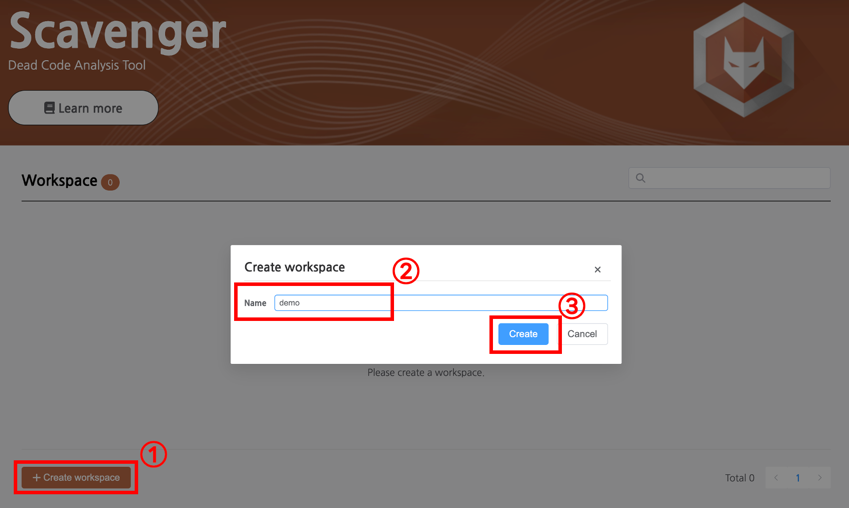 Scavenger
Dead Code Analysis Tool
Learn more
Workspace 0
Create workspace ×
②
Name demo
③
Create Cancel
Please create a workspace.
①
+ Create workspace
Total 0 < 1 >